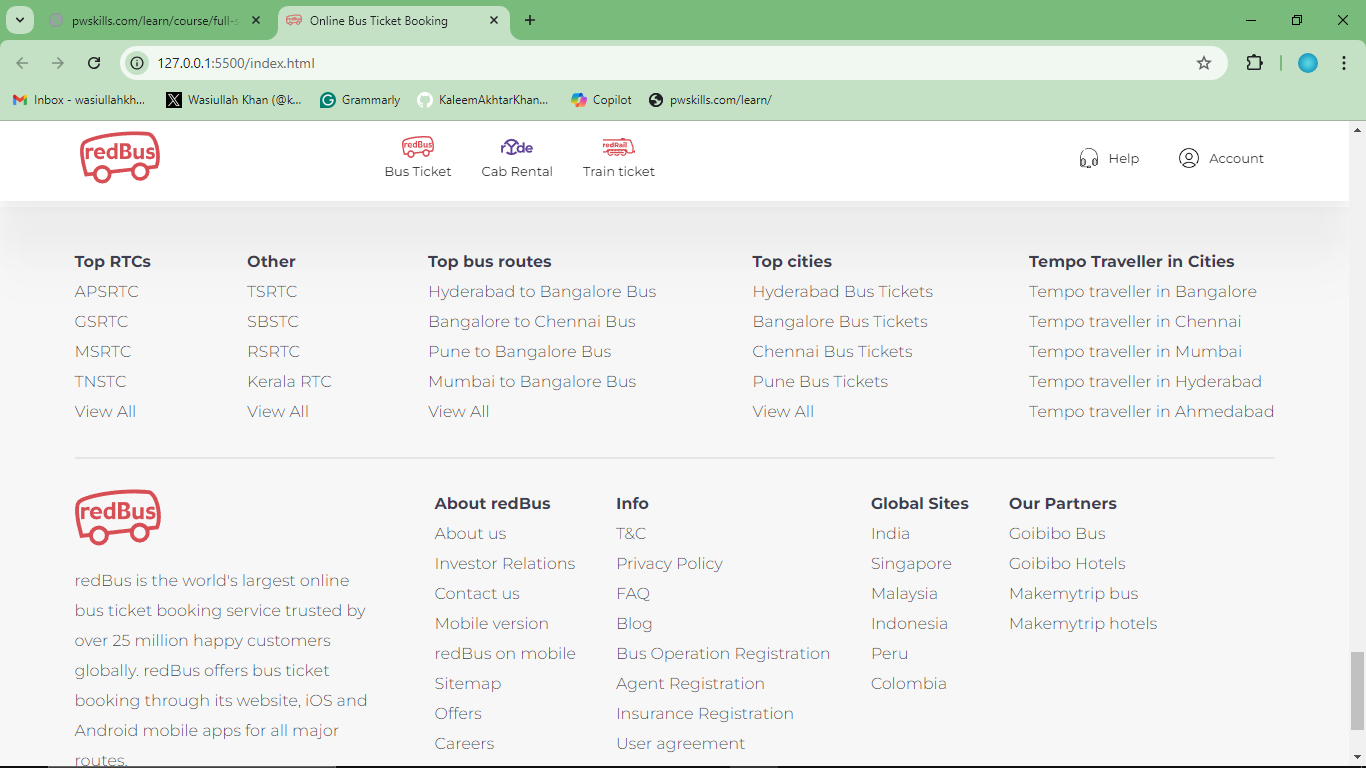 pwskills.com/learn/course/full-s
Online Bus Ticket Booking
127.0.0.1:5500/index.html
Inbox - wasiullahkh...
Wasiullah Khan (@k...
Grammarly
KaleemAkhtarKhan...
Copilot
pwskills.com/learn/
redBus
redBus
Bus Ticket
ryde
Cab Rental
redRail
Train ticket
Help
Account
Top RTCs
APSRTC
GSRTC
MSRTC
TNSTC
View All
Other
TSRTC
SBSTC
RSRTC
Kerala RTC
View All
Top bus routes
Hyderabad to Bangalore Bus
Bangalore to Chennai Bus
Pune to Bangalore Bus
Mumbai to Bangalore Bus
View All
Top cities
Hyderabad Bus Tickets
Bangalore Bus Tickets
Chennai Bus Tickets
Pune Bus Tickets
View All
Tempo Traveller in Cities
Tempo traveller in Bangalore
Tempo traveller in Chennai
Tempo traveller in Mumbai
Tempo traveller in Hyderabad
Tempo traveller in Ahmedabad
redBus
redBus is the world's largest online
bus ticket booking service trusted by
over 25 million happy customers
globally. redBus offers bus ticket
booking through its website, iOS and
Android mobile apps for all major
routes.
About redBus
About us
Investor Relations
Contact us
Mobile version
redBus on mobile
Sitemap
Offers
Careers
Info
T&C
Privacy Policy
FAQ
Blog
Bus Operation Registration
Agent Registration
Insurance Registration
User agreement
Global Sites
India
Singapore
Malaysia
Indonesia
Peru
Colombia
Our Partners
Goibibo Bus
Goibibo Hotels
Makemytrip bus
Makemytrip hotels